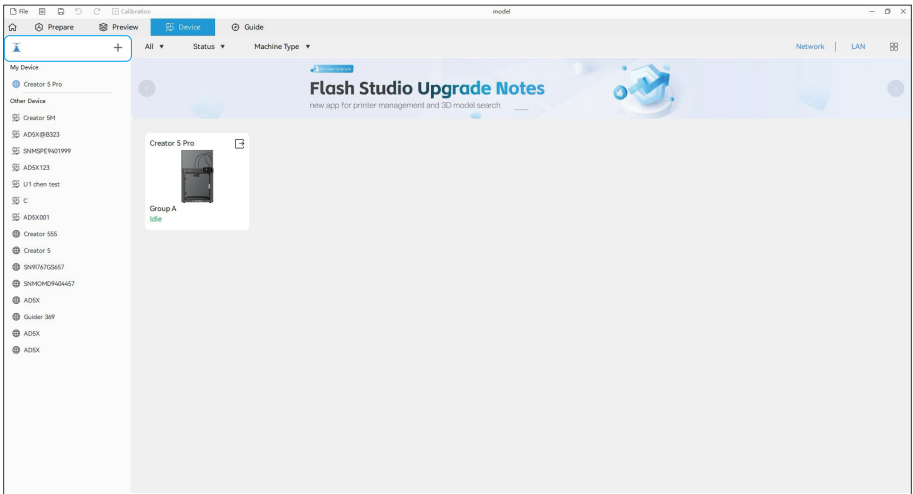 File Calibration model
Prepare Preview Device Guide
All Status Machine Type Network LAN
My Device
Creator 5 Pro
Other Device
Creator 5M
AD5X@8323
SNMSPE9401999
AD5X123
U1 chen test
C
AD5X001
Creator 555
Creator 5
SN9I767GS657
SNMOMD9404457
AD5X
Guider 369
AD5X
AD5X
Flash Studio Upgrade Notes
new app for printer management and 3D model search
Creator 5 Pro
Group A
Idle